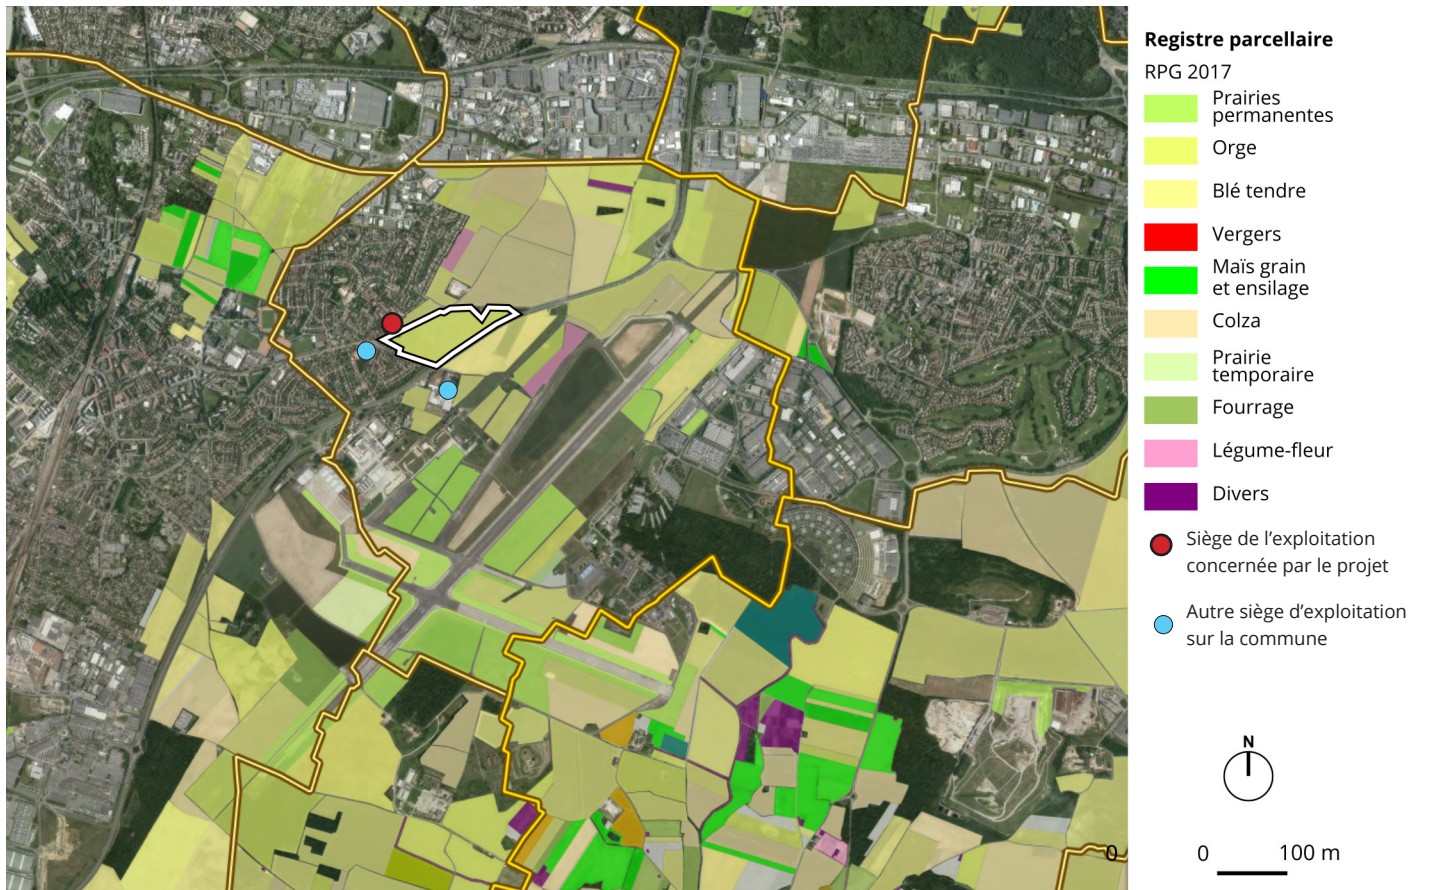 Registre parcellaire
RPG 2017
Prairies
permanentes
Orge
Blé tendre
Vergers
Maïs grain
et ensilage
Colza
Prairie
temporaire
Fourrage
Légume-fleur
Divers
Siège de l’exploitation
concernée par le projet
Autre siège d’exploitation
sur la commune
N
0 0 100 m